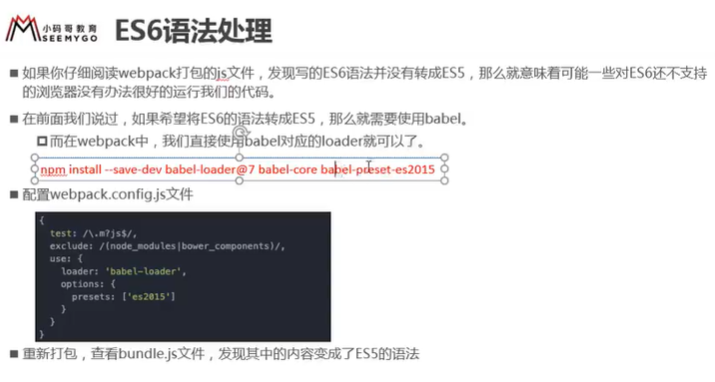 小码哥教育
SEEMYGO
ES6语法处理
如果你仔细阅读webpack打包的js文件，发现写的ES6语法并没有转成ES5，那么就意味着可能一些对ES6还不支持
的浏览器没有办法很好的运行我们的代码。
在前面我们说过，如果希望将ES6的语法转成ES5，那么就需要使用babel。
而在webpack中，我们直接使用babel对应的loader就可以了。
npm install --save-dev babel-loader@7 babel-core babel-preset-es2015
配置webpack.config.js文件
{
test: /\.m?js$/,
exclude: /(node_modules|bower_components)/,
use: {
loader: 'babel-loader',
options: {
presets: ['es2015']
}
}
}
重新打包，查看bundle.js文件，发现其中的内容变成了ES5的语法